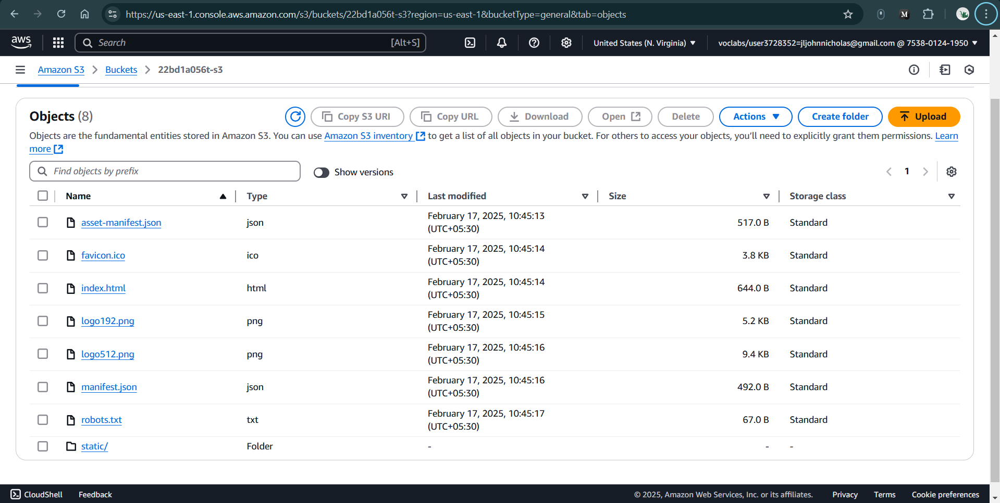 https://us-east-1.console.aws.amazon.com/s3/buckets/22bd1a056t-s3?region=us-east-1&bucketType=general&tab=objects
M
aws
Search [Alt+S]
United States (N. Virginia)
voclabs/user3728352=jljohnnicholas@gmail.com @ 7538-0124-1950
Amazon S3 > Buckets > 22bd1a056t-s3
Objects (8)
Copy S3 URI
Copy URL
Download
Open
Delete
Actions
Create folder
Upload
Objects are the fundamental entities stored in Amazon S3. You can use Amazon S3 inventory to get a list of all objects in your bucket. For others to access your objects, you'll need to explicitly grant them permissions. Learn
more
Find objects by prefix
Show versions
1
Name Type Last modified Size Storage class
asset-manifest.json json February 17, 2025, 10:45:13 (UTC+05:30) 517.0 B Standard
favicon.ico ico February 17, 2025, 10:45:14 (UTC+05:30) 3.8 KB Standard
index.html html February 17, 2025, 10:45:14 (UTC+05:30) 644.0 B Standard
logo192.png png February 17, 2025, 10:45:15 (UTC+05:30) 5.2 KB Standard
logo512.png png February 17, 2025, 10:45:16 (UTC+05:30) 9.4 KB Standard
manifest.json json February 17, 2025, 10:45:16 (UTC+05:30) 492.0 B Standard
robots.txt txt February 17, 2025, 10:45:17 (UTC+05:30) 67.0 B Standard
static/ Folder - - -
CloudShell Feedback © 2025, Amazon Web Services, Inc. or its affiliates. Privacy Terms Cookie preferences